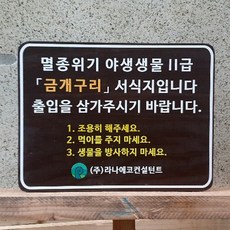 멸종위기 야생생물 II급
「금개구리」 서식지입니다
출입을 삼가주시기 바랍니다.
1. 조용히 해주세요.
2. 먹이를 주지 마세요.
3. 생물을 방사하지 마세요.
(주)라나에코컨설턴트